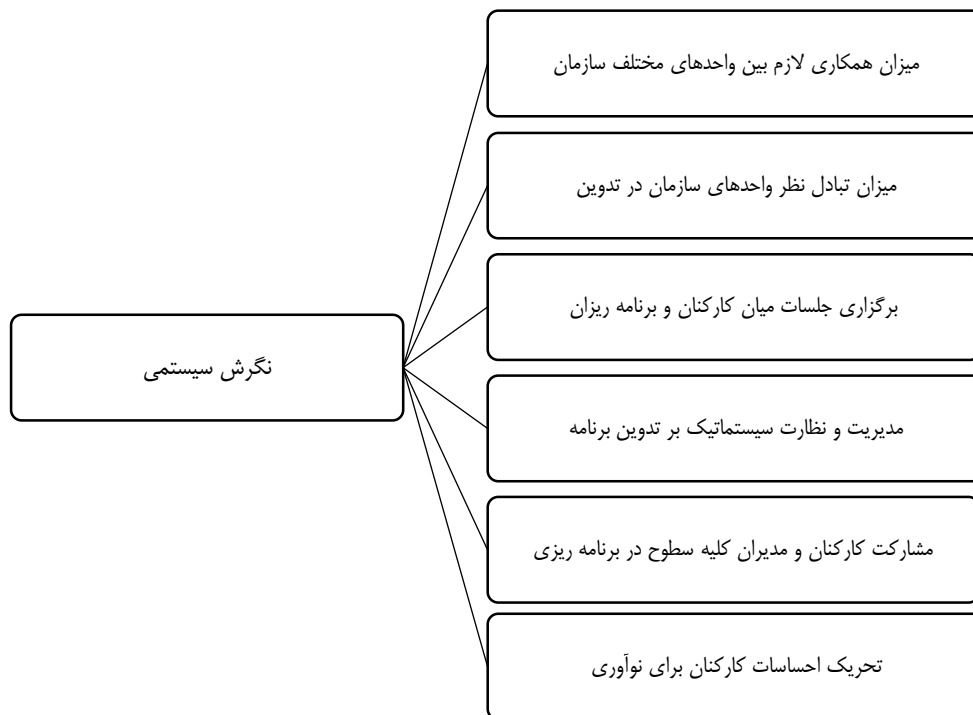 میزان همکاری لازم بین واحدهای مختلف سازمان
میزان تبادل نظر واحدهای سازمان در تدوین
برگزاری جلسات میان کارکنان و برنامه ریزان
نگرش سیستمی
مدیریت و نظارت سیستماتیک بر تدوین برنامه
مشارکت کارکنان و مدیران کلیه سطوح در برنامه ریزی
تحریک احساسات کارکنان برای نوآوری